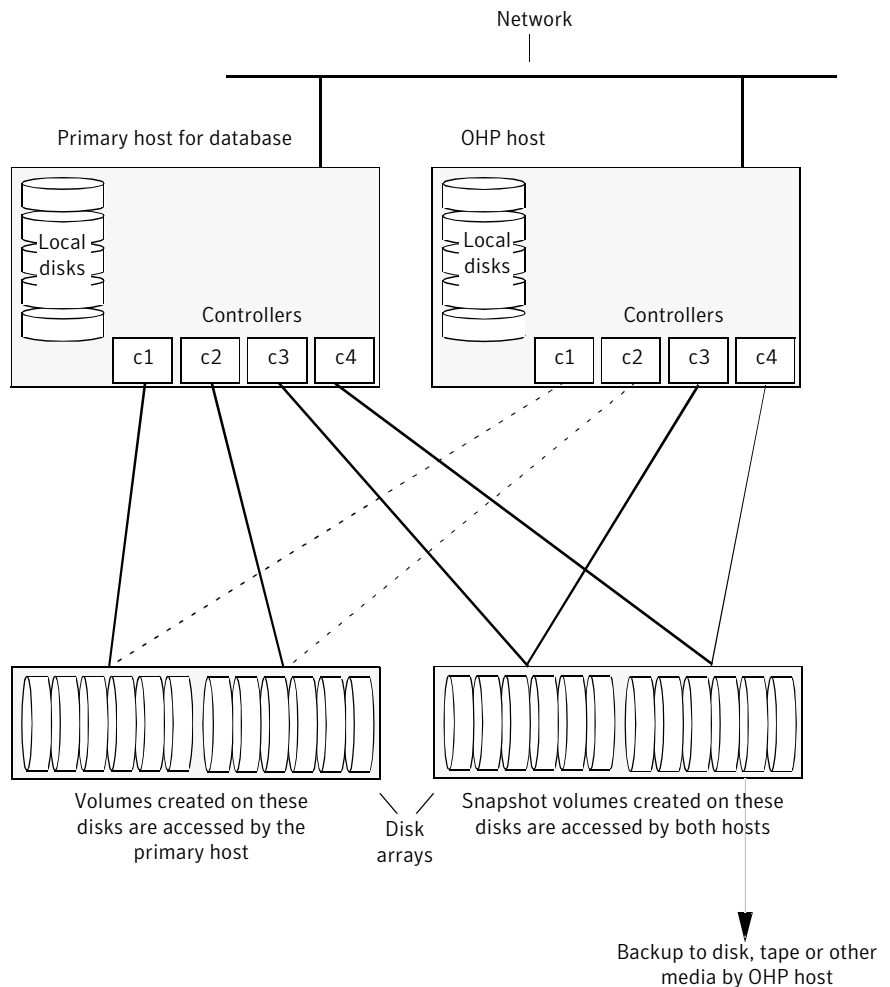 Network
Primary host for database
OHP host
Local
disks
Local
disks
Controllers
Controllers
c1
c2
c3
c4
c1
c2
c3
c4
Volumes created on these
disks are accessed by the
primary host
Disk
arrays
Snapshot volumes created on these
disks are accessed by both hosts
Backup to disk, tape or other
media by OHP host